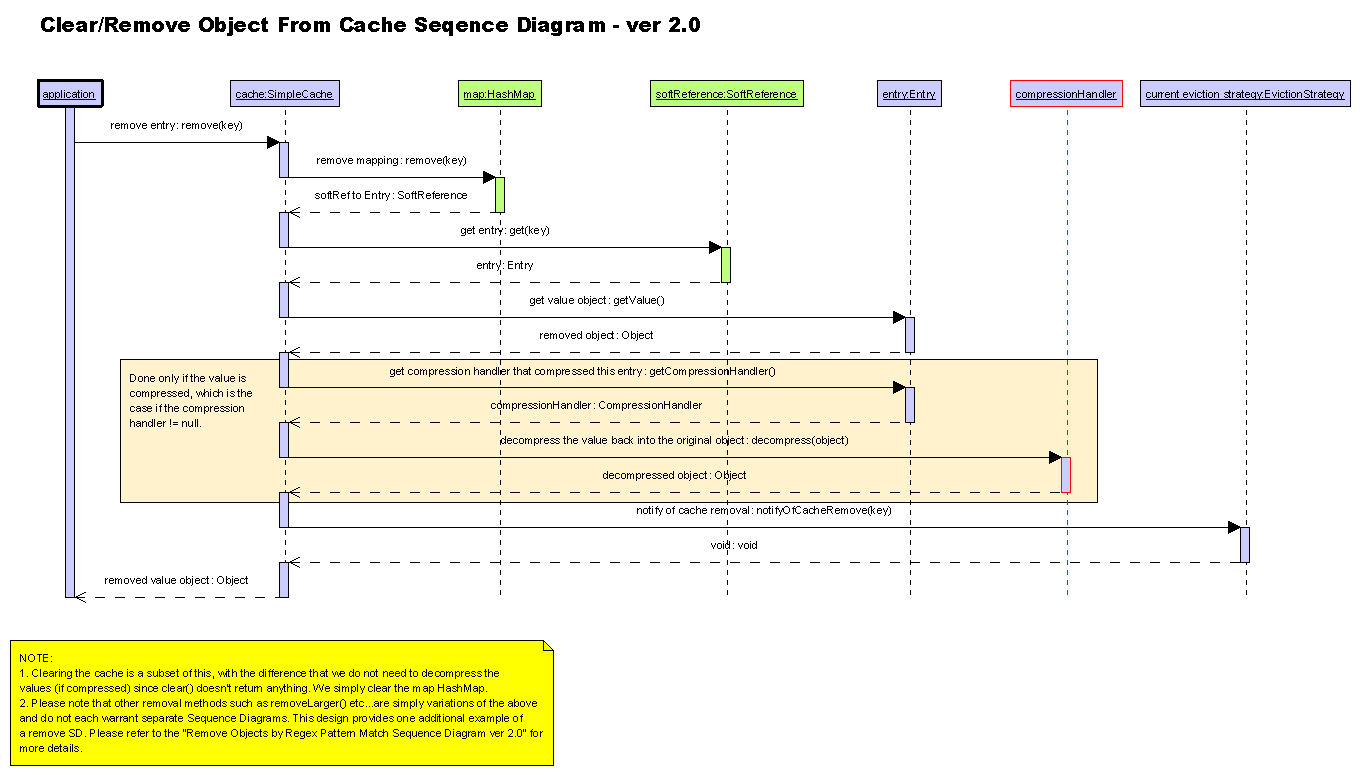 Clear/Remove Object From Cache Seqence Diagram - ver 2.0
application
cache:SimpleCache
map:HashMap
softReference:SoftReference
entry:Entry
compressionHandler
current eviction strategy:EvictionStrategy
remove entry: remove(key)
remove mapping: remove(key)
softRef to Entry : SoftReference
get entry: get(key)
entry: Entry
get value object : getValue()
removed object : Object
Done only if the value is
compressed, which is the
case if the compression
handler != null.
get compression handler that compressed this entry : getCompressionHandler()
compressionHandler : CompressionHandler
decompress the value back into the original object : decompress(object)
decompressed object : Object
notify of cache removal : notifyOfCacheRemove(key)
void : void
removed value object : Object
NOTE:
1. Clearing the cache is a subset of this, with the difference that we do not need to decompress the
values (if compressed) since clear() doesn't return anything. We simply clear the map HashMap.
2. Please note that other removal methods such as removeLarger() etc...are simply variations of the above
and do not each warrant separate Sequence Diagrams. This design provides one additional example of
a remove SD. Please refer to the "Remove Objects by Regex Pattern Match Sequence Diagram ver 2.0" for
more details.